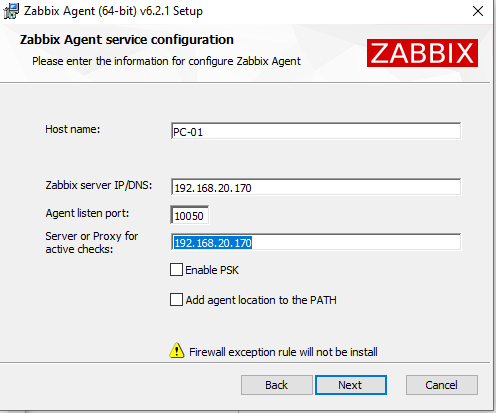 Zabbix Agent (64-bit) v6.2.1 Setup
Zabbix Agent service configuration
Please enter the information for configure Zabbix Agent
ZABBIX
Host name:
PC-01
Zabbix server IP/DNS:
192.168.20.170
Agent listen port:
10050
Server or Proxy for
active checks:
192.168.20.170
Enable PSK
Add agent location to the PATH
Firewall exception rule will not be install
Back
Next
Cancel